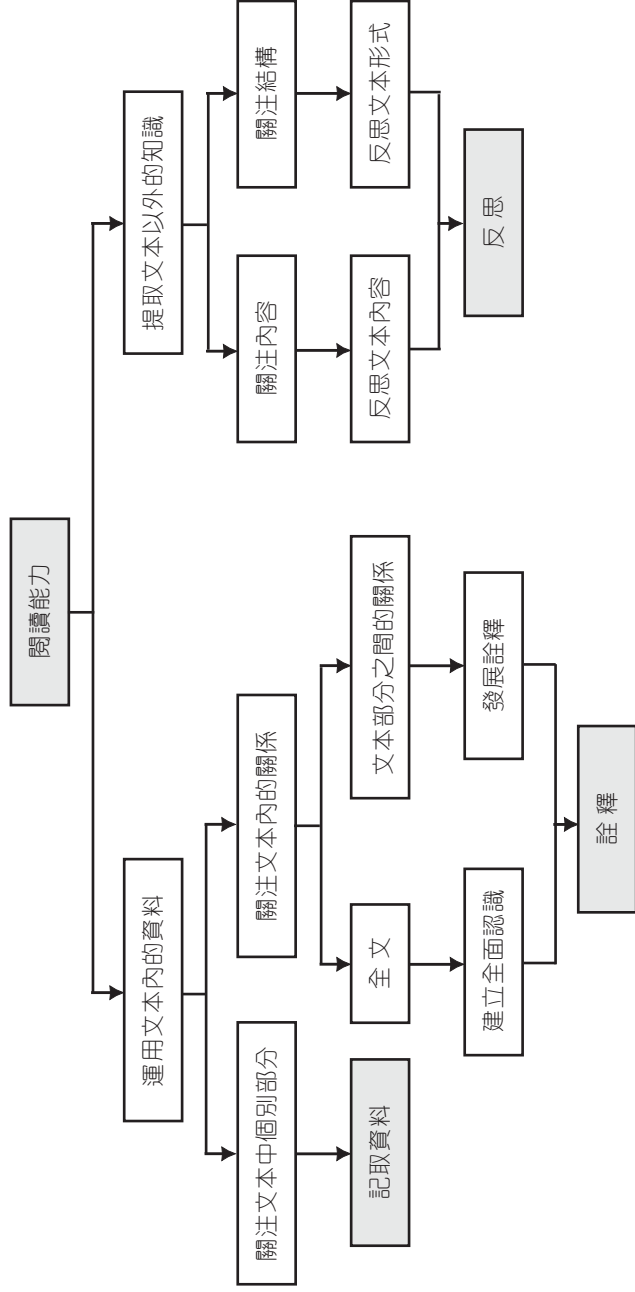 閱讀能力
運用文本內的資料
提取文本以外的知識
關注文本中個別部分
關注文本內的關係
關注內容
關注結構
記取資料
全文
文本部分之間的關係
反思文本內容
反思文本形式
建立全面認識
發展詮釋
反思
詮釋